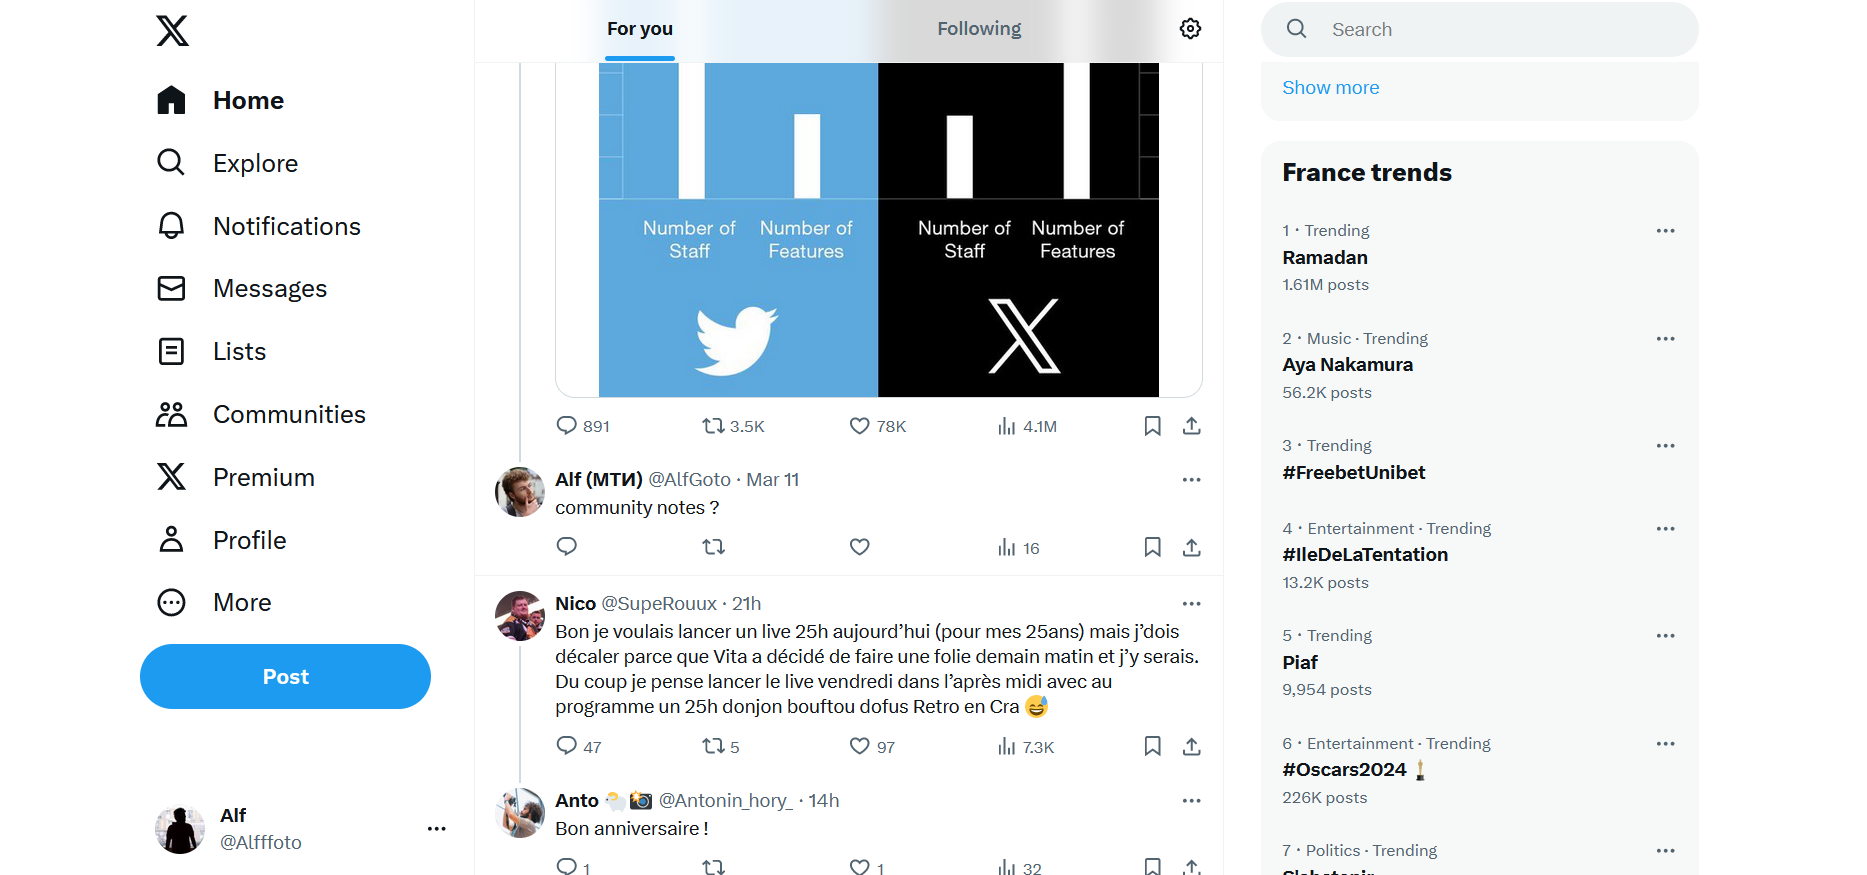 Home
Explore
Notifications
Messages
Lists
Communities
Premium
Profile
More
Post
Alf
@Alfffoto
For you
Following
Number of Staff
Number of Features
Number of Staff
Number of Features
891
3.5K
78K
4.1M
Alf (МТИ) @AlfGoto · Mar 11
community notes ?
16
Nico @SupeRouux · 21h
Bon je voulais lancer un live 25h aujourd’hui (pour mes 25ans) mais j’dois
décaler parce que Vita a décidé de faire une folie demain matin et j’y serais.
Du coup je pense lancer le live vendredi dans l’après midi avec au
programme un 25h donjon bouftou dofus Retro en Cra 😅
47
5
97
7.3K
Anto 🐑📸 @Antonin_hory_ · 14h
Bon anniversaire !
1
1
32
Search
Show more
France trends
1 · Trending
Ramadan
1.61M posts
2 · Music · Trending
Aya Nakamura
56.2K posts
3 · Trending
#FreebetUnibet
4 · Entertainment · Trending
#IleDeLaTentation
13.2K posts
5 · Trending
Piaf
9,954 posts
6 · Entertainment · Trending
#Oscars2024
226K posts
7 · Politics · Trending